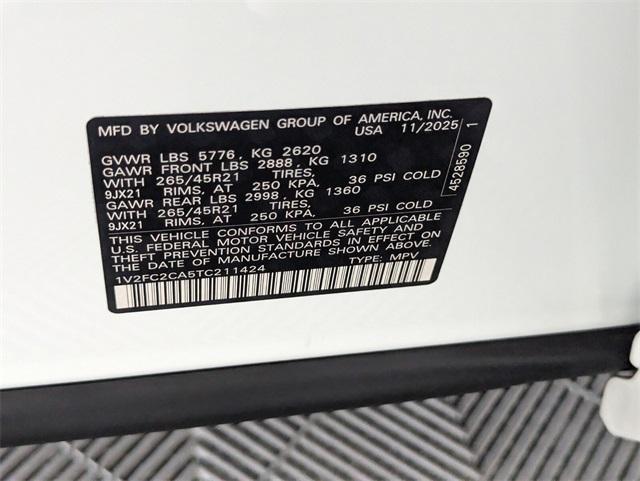 MFD BY VOLKSWAGEN GROUP OF AMERICA, INC.
USA 11/2025
GVWR LBS 5776, KG 2620
GAWR FRONT LBS 2888, KG 1310
WITH 265/45R21 TIRES,
9JX21 RIMS, AT 250 KPA, 36 PSI COLD
GAWR REAR LBS 2998, KG 1360
WITH 265/45R21 TIRES,
9JX21 RIMS, AT 250 KPA, 36 PSI COLD
THIS VEHICLE CONFORMS TO ALL APPLICABLE
U.S. FEDERAL MOTOR VEHICLE SAFETY AND
THEFT PREVENTION STANDARDS IN EFFECT ON
THE DATE OF MANUFACTURE SHOWN ABOVE.
1V2FC2CA5TC211424 TYPE: MPV
4528590 1